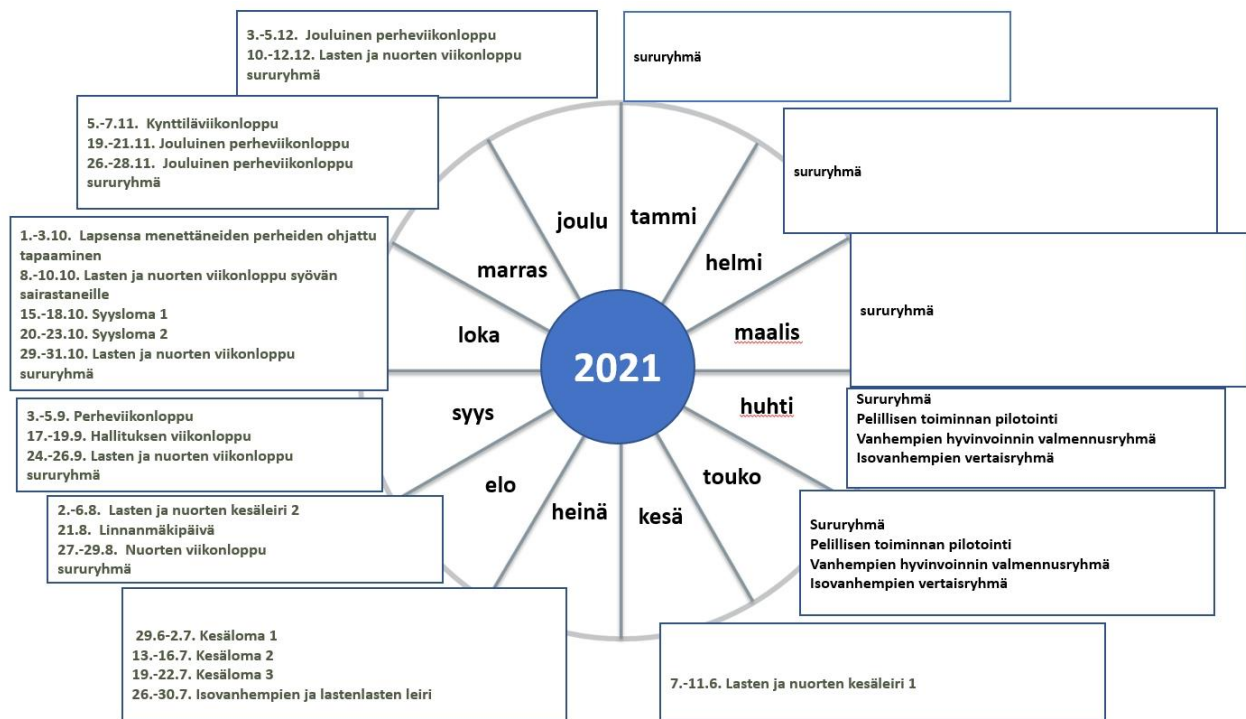 3.-5.12. Jouluinen perheviikonloppu
10.-12.12. Lasten ja nuorten viikonloppu
sururyhmä
sururyhmä
5.-7.11. Kynttiläviikonloppu
19.-21.11. Jouluinen perheviikonloppu
26.-28.11. Jouluinen perheviikonloppu
sururyhmä
sururyhmä
1.-3.10. Lapsensa menettäneiden perheiden ohjattu
tapaaminen
8.-10.10. Lasten ja nuorten viikonloppu syövän
sairastaneille
15.-18.10. Syysloma 1
20.-23.10. Syysloma 2
29.-31.10. Lasten ja nuorten viikonloppu
sururyhmä
sururyhmä
joulu
tammi
marras
helmi
loka
maalis
2021
syys
huhti
elo
touko
heinä
kesä
3.-5.9. Perheviikonloppu
17.-19.9. Hallituksen viikonloppu
24.-26.9. Lasten ja nuorten viikonloppu
sururyhmä
Sururyhmä
Pelillisen toiminnan pilotointi
Vanhempien hyvinvoinnin valmennusryhmä
Isovanhempien vertaisryhmä
2.-6.8. Lasten ja nuorten kesäleiri 2
21.8. Linnanmäkipäivä
27.-29.8. Nuorten viikonloppu
sururyhmä
Sururyhmä
Pelillisen toiminnan pilotointi
Vanhempien hyvinvoinnin valmennusryhmä
Isovanhempien vertaisryhmä
29.6-2.7. Kesäloma 1
13.-16.7. Kesäloma 2
19.-22.7. Kesäloma 3
26.-30.7. Isovanhempien ja lastenlasten leiri
7.-11.6. Lasten ja nuorten kesäleiri 1